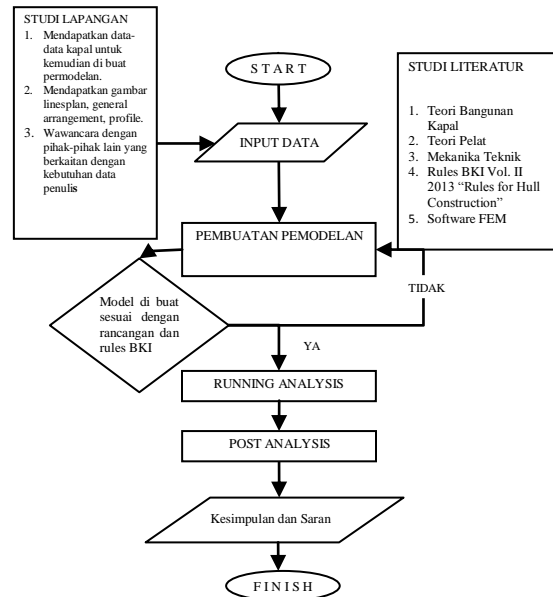 STUDI LAPANGAN
1. Mendapatkan data-
data kapal untuk
kemudian di buat
permodelan.
2. Mendapatkan gambar
linesplan, general
arrangement, profile.
3. Wawancara dengan
pihak-pihak lain yang
berkaitan dengan
kebutuhan data
penulis
S T A R T
INPUT DATA
STUDI LITERATUR
1. Teori Bangunan
Kapal
2. Teori Pelat
3. Mekanika Teknik
4. Rules BKI Vol. II
2013 “Rules for Hull
Construction”
5. Software FEM
PEMBUATAN PEMODELAN
TIDAK
Model di buat
sesuai dengan
rancangan dan
rules BKI
YA
RUNNING ANALYSIS
POST ANALYSIS
Kesimpulan dan Saran
F I N I S H